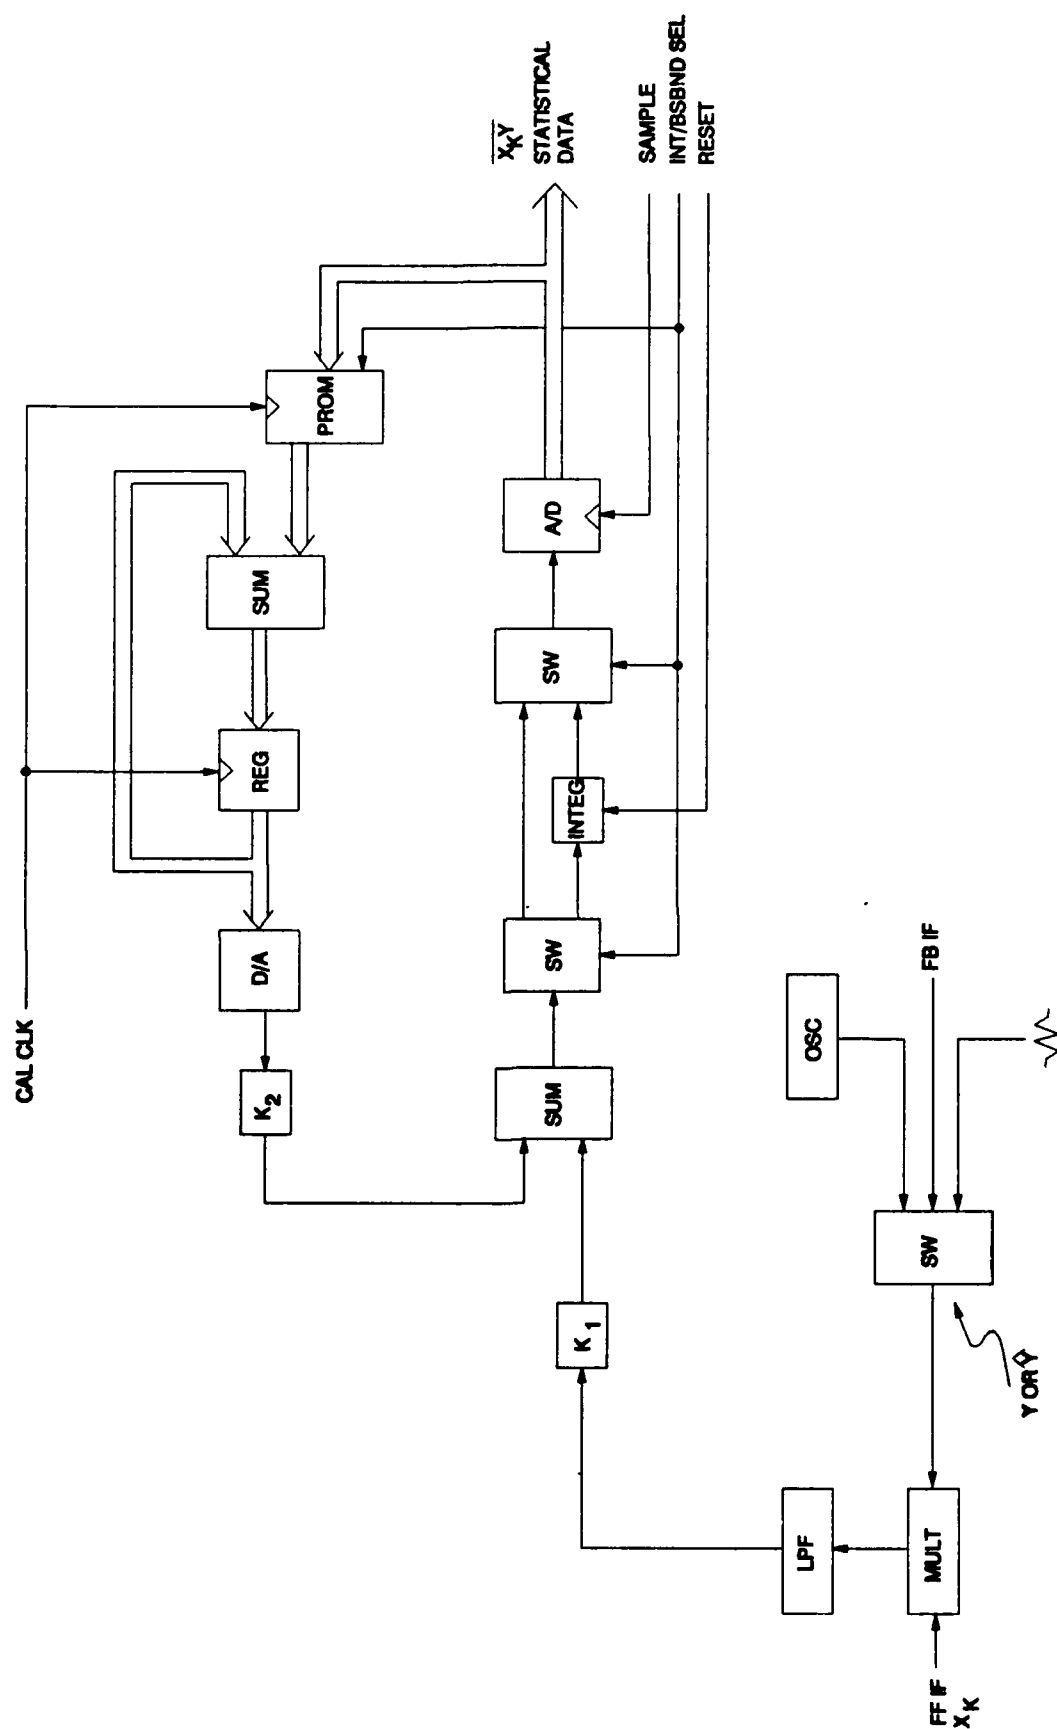 CAL CLK
K2
D/A
REG
SUM
PROM
X̅K̅Y̅
STATISTICAL
DATA
SUM
SW
INTEG
SW
A/D
SAMPLE
INT/BSBND SEL
RESET
K1
LPF
MULT
FF IF
XK
SW
Y OR Ŷ
OSC
FB IF